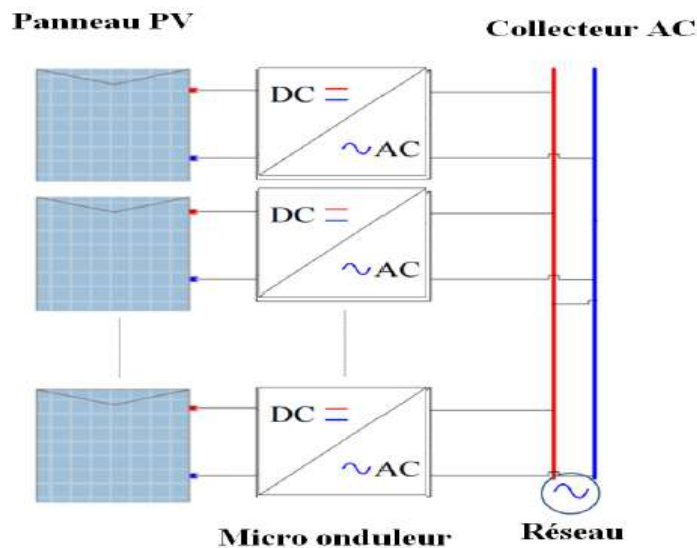 Panneau PV
Collecteur AC
DC
AC
DC
AC
DC
AC
Micro onduleur
Réseau